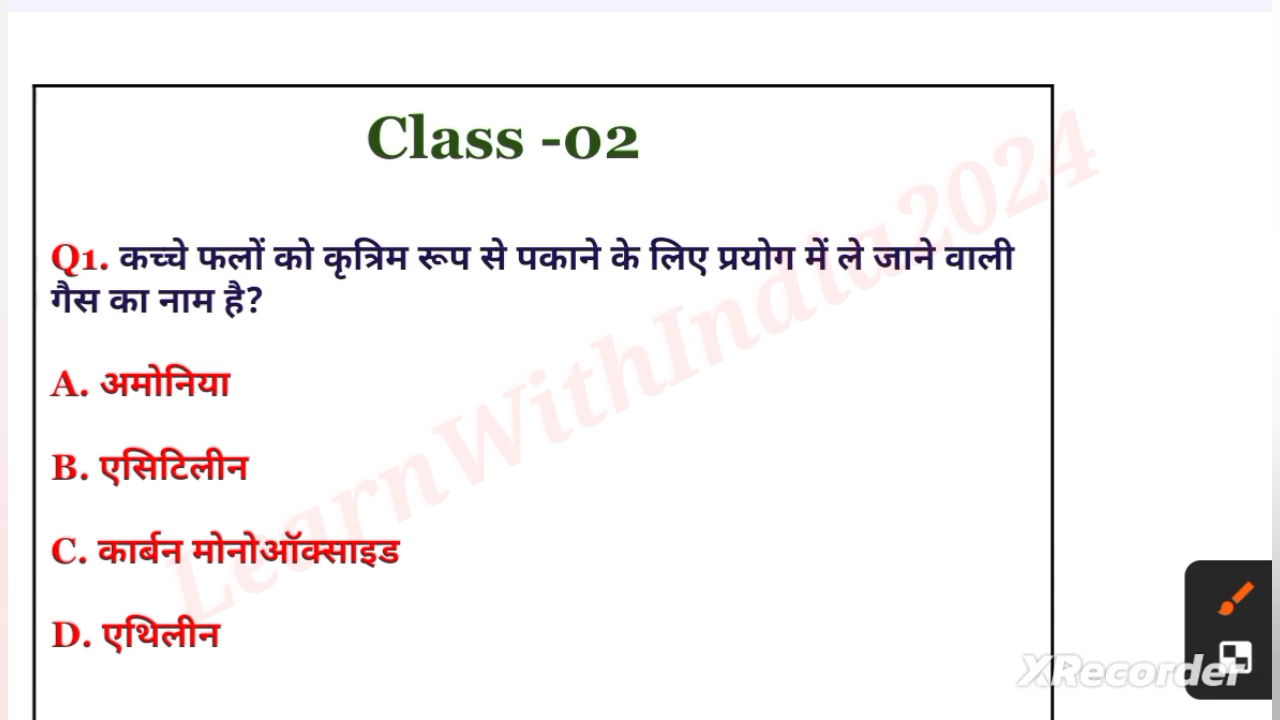 Class -02
Q1. कच्चे फलों को कृत्रिम रूप से पकाने के लिए प्रयोग में ले जाने वाली
गैस का नाम है?
A. अमोनिया
B. एसिटिलीन
C. कार्बन मोनोऑक्साइड
D. एथिलीन
LearnWithIndia2024
XRecorder